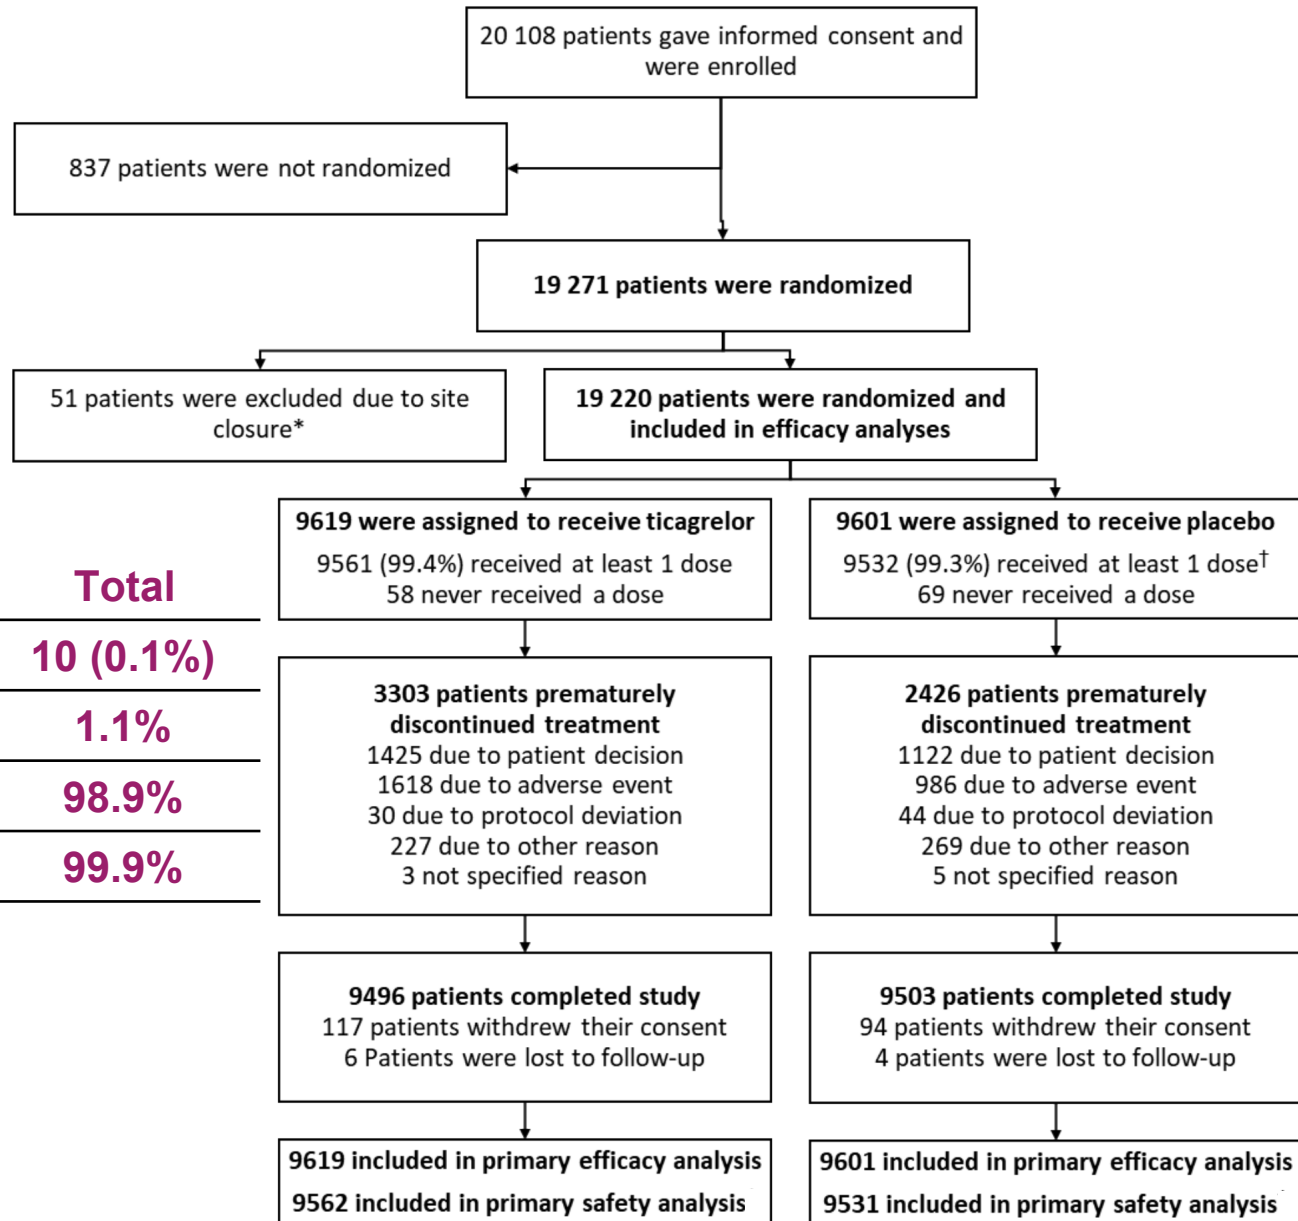 20 108 patients gave informed consent and
were enrolled
837 patients were not randomized
19 271 patients were randomized
51 patients were excluded due to site
closure*
19 220 patients were randomized and
included in efficacy analyses
9619 were assigned to receive ticagrelor
9561 (99.4%) received at least 1 dose
58 never received a dose
9601 were assigned to receive placebo
9532 (99.3%) received at least 1 dose†
69 never received a dose
Total
10 (0.1%)
1.1%
98.9%
99.9%
3303 patients prematurely
discontinued treatment
1425 due to patient decision
1618 due to adverse event
30 due to protocol deviation
227 due to other reason
3 not specified reason
2426 patients prematurely
discontinued treatment
1122 due to patient decision
986 due to adverse event
44 due to protocol deviation
269 due to other reason
5 not specified reason
9496 patients completed study
117 patients withdrew their consent
6 Patients were lost to follow-up
9503 patients completed study
94 patients withdrew their consent
4 patients were lost to follow-up
9619 included in primary efficacy analysis
9562 included in primary safety analysis
9601 included in primary efficacy analysis
9531 included in primary safety analysis